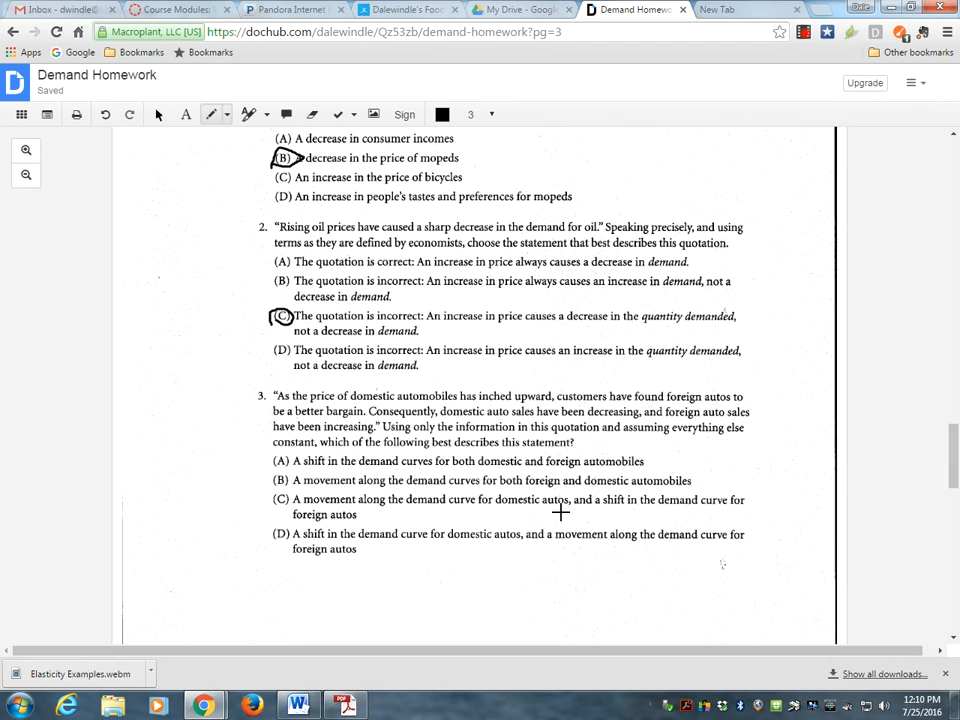 Inbox - dwindle@
Course Modules:
Pandora Internet
Dalewindle's Food
My Drive - Google
Demand Homewo
New Tab
Dale
Macroplant, LLC [US]
https://dochub.com/dalewindle/Qz53zb/demand-homework?pg=3
Apps
Google
Bookmarks
Bookmarks
Other bookmarks
Demand Homework
Saved
Upgrade
Sign
3
(A) A decrease in consumer incomes
(B) A decrease in the price of mopeds
(C) An increase in the price of bicycles
(D) An increase in people's tastes and preferences for mopeds
2. "Rising oil prices have caused a sharp decrease in the demand for oil." Speaking precisely, and using
terms as they are defined by economists, choose the statement that best describes this quotation.
(A) The quotation is correct: An increase in price always causes a decrease in demand.
(B) The quotation is incorrect: An increase in price always causes an increase in demand, not a
decrease in demand.
(C) The quotation is incorrect: An increase in price causes a decrease in the quantity demanded,
not a decrease in demand.
(D) The quotation is incorrect: An increase in price causes an increase in the quantity demanded,
not a decrease in demand.
3. "As the price of domestic automobiles has inched upward, customers have found foreign autos to
be a better bargain. Consequently, domestic auto sales have been decreasing, and foreign auto sales
have been increasing." Using only the information in this quotation and assuming everything else
constant, which of the following best describes this statement?
(A) A shift in the demand curves for both domestic and foreign automobiles
(B) A movement along the demand curves for both foreign and domestic automobiles
(C) A movement along the demand curve for domestic autos, and a shift in the demand curve for
foreign autos
(D) A shift in the demand curve for domestic autos, and a movement along the demand curve for
foreign autos
Elasticity Examples.webm
Show all downloads...
12:10 PM
7/25/2016